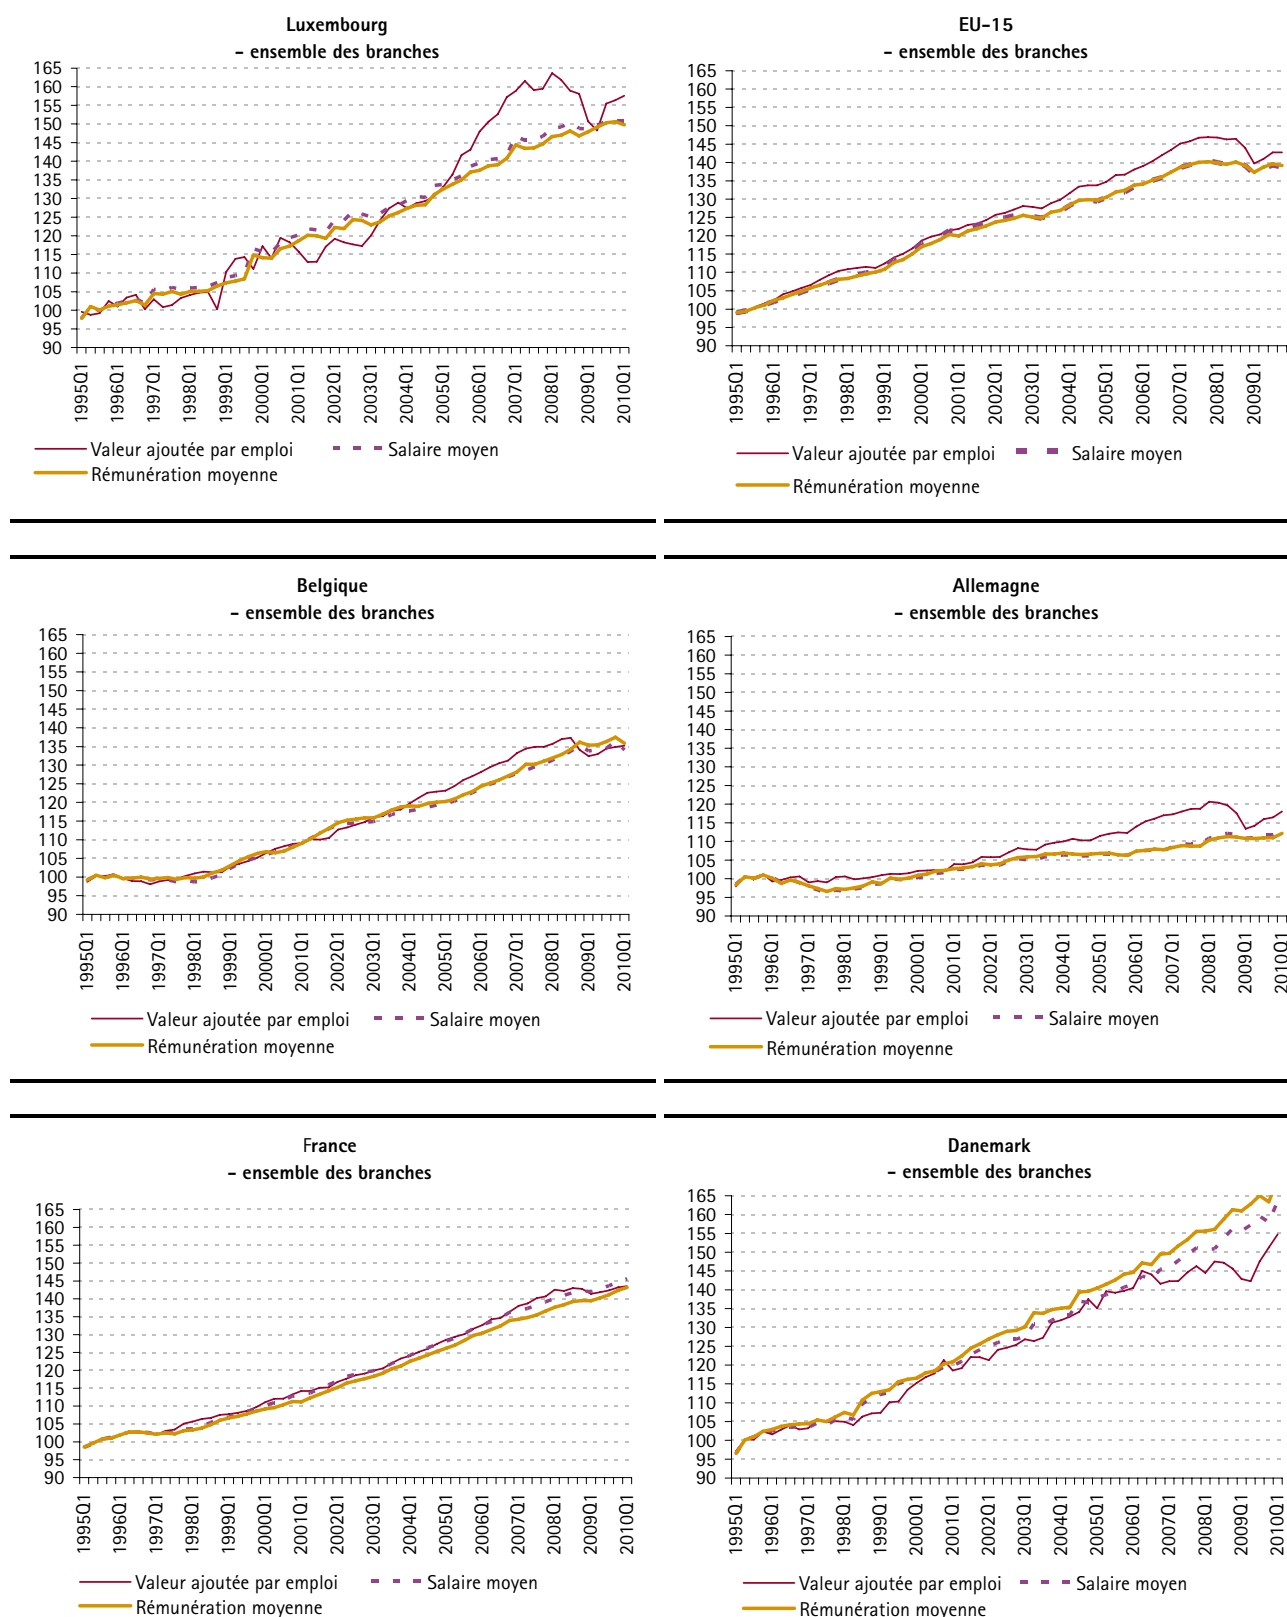 Luxembourg
– ensemble des branches
165
160
155
150
145
140
135
130
125
120
115
110
105
100
95
90
1995Q1
1996Q1
1997Q1
1998Q1
1999Q1
2000Q1
2001Q1
2002Q1
2003Q1
2004Q1
2005Q1
2006Q1
2007Q1
2008Q1
2009Q1
2010Q1
Valeur ajoutée par emploi Salaire moyen
Rémunération moyenne
EU-15
– ensemble des branches
165
160
155
150
145
140
135
130
125
120
115
110
105
100
95
90
1995Q1
1996Q1
1997Q1
1998Q1
1999Q1
2000Q1
2001Q1
2002Q1
2003Q1
2004Q1
2005Q1
2006Q1
2007Q1
2008Q1
2009Q1
Valeur ajoutée par emploi Salaire moyen
Rémunération moyenne
Belgique
– ensemble des branches
165
160
155
150
145
140
135
130
125
120
115
110
105
100
95
90
1995Q1
1996Q1
1997Q1
1998Q1
1999Q1
2000Q1
2001Q1
2002Q1
2003Q1
2004Q1
2005Q1
2006Q1
2007Q1
2008Q1
2009Q1
2010Q1
Valeur ajoutée par emploi Salaire moyen
Rémunération moyenne
Allemagne
– ensemble des branches
165
160
155
150
145
140
135
130
125
120
115
110
105
100
95
90
1995Q1
1996Q1
1997Q1
1998Q1
1999Q1
2000Q1
2001Q1
2002Q1
2003Q1
2004Q1
2005Q1
2006Q1
2007Q1
2008Q1
2009Q1
2010Q1
Valeur ajoutée par emploi Salaire moyen
Rémunération moyenne
France
– ensemble des branches
165
160
155
150
145
140
135
130
125
120
115
110
105
100
95
90
1995Q1
1996Q1
1997Q1
1998Q1
1999Q1
2000Q1
2001Q1
2002Q1
2003Q1
2004Q1
2005Q1
2006Q1
2007Q1
2008Q1
2009Q1
2010Q1
Valeur ajoutée par emploi Salaire moyen
Rémunération moyenne
Danemark
– ensemble des branches
165
160
155
150
145
140
135
130
125
120
115
110
105
100
95
90
1995Q1
1996Q1
1997Q1
1998Q1
1999Q1
2000Q1
2001Q1
2002Q1
2003Q1
2004Q1
2005Q1
2006Q1
2007Q1
2008Q1
2009Q1
2010Q1
Valeur ajoutée par emploi Salaire moyen
Rémunération moyenne